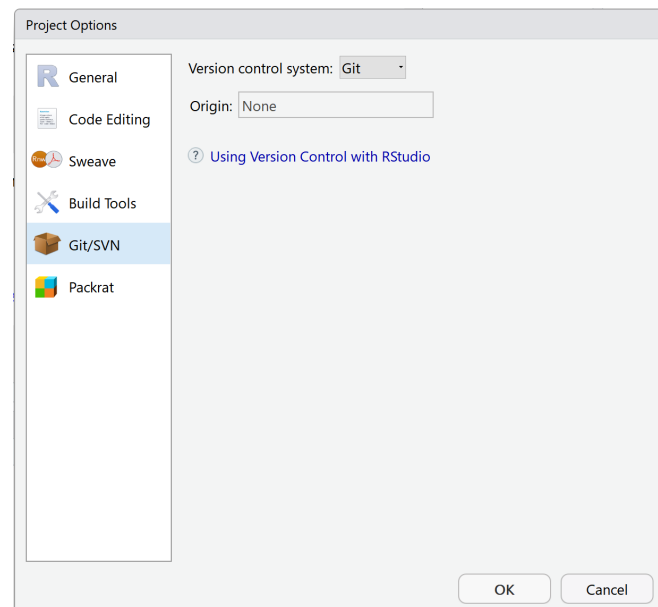 Project Options
General
Code Editing
Sweave
Build Tools
Git/SVN
Packrat
Version control system: Git
Origin: None
? Using Version Control with RStudio
OK
Cancel